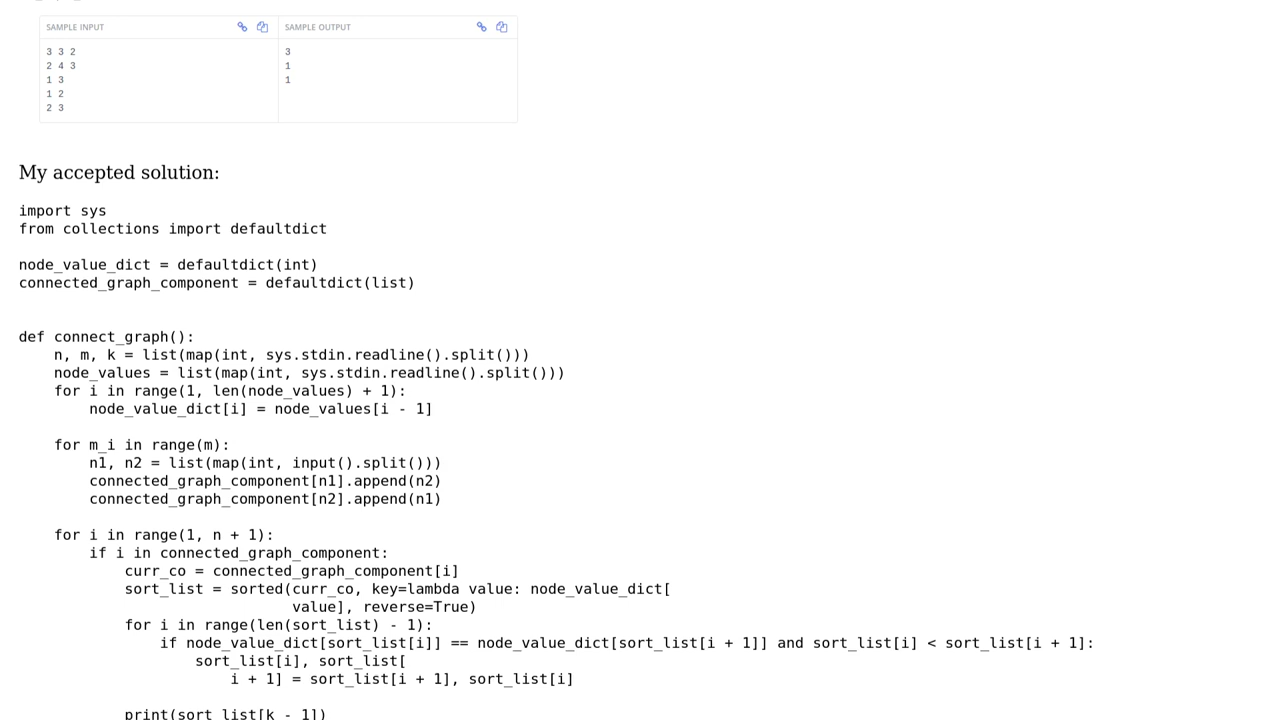 SAMPLE INPUT
SAMPLE OUTPUT
3 3 2
2 4 3
1 3
1 2
2 3
3
1
1
My accepted solution:
import sys
from collections import defaultdict
node_value_dict = defaultdict(int)
connected_graph_component = defaultdict(list)
def connect_graph():
    n, m, k = list(map(int, sys.stdin.readline().split()))
    node_values = list(map(int, sys.stdin.readline().split()))
    for i in range(1, len(node_values) + 1):
        node_value_dict[i] = node_values[i - 1]
    for m_i in range(m):
        n1, n2 = list(map(int, input().split()))
        connected_graph_component[n1].append(n2)
        connected_graph_component[n2].append(n1)
    for i in range(1, n + 1):
        if i in connected_graph_component:
            curr_co = connected_graph_component[i]
            sort_list = sorted(curr_co, key=lambda value: node_value_dict[
                               value], reverse=True)
            for i in range(len(sort_list) - 1):
                if node_value_dict[sort_list[i]] == node_value_dict[sort_list[i + 1]] and sort_list[i] < sort_list[i + 1]:
                    sort_list[i], sort_list[
                        i + 1] = sort_list[i + 1], sort_list[i]
            print(sort_list[k - 1])